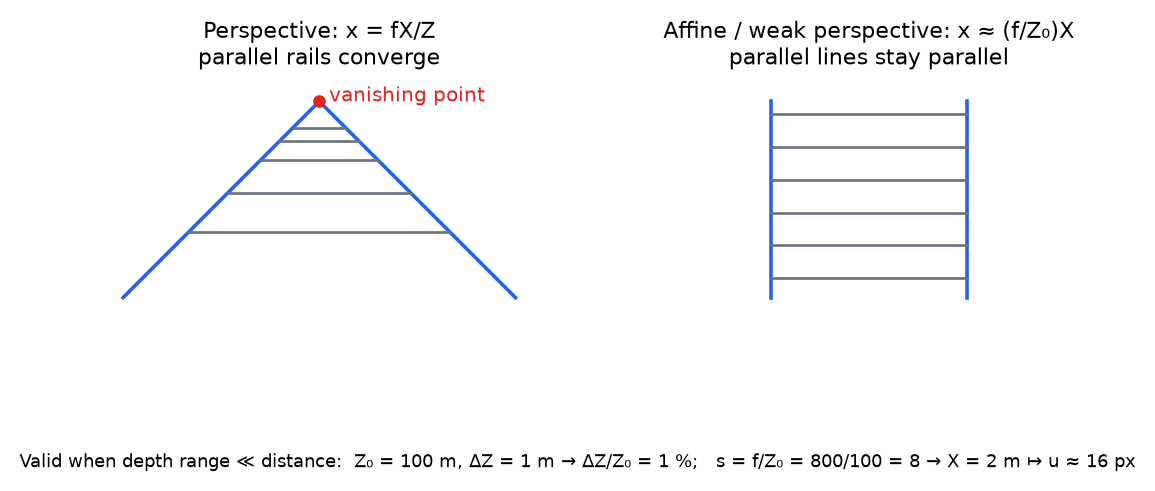 Perspective: x = fX/Z
parallel rails converge
vanishing point
Affine / weak perspective: x ≈ (f/Z₀)X
parallel lines stay parallel
Valid when depth range ≪ distance:  Z₀ = 100 m, ΔZ = 1 m → ΔZ/Z₀ = 1 %;   s = f/Z₀ = 800/100 = 8 → X = 2 m ↦ u ≈ 16 px